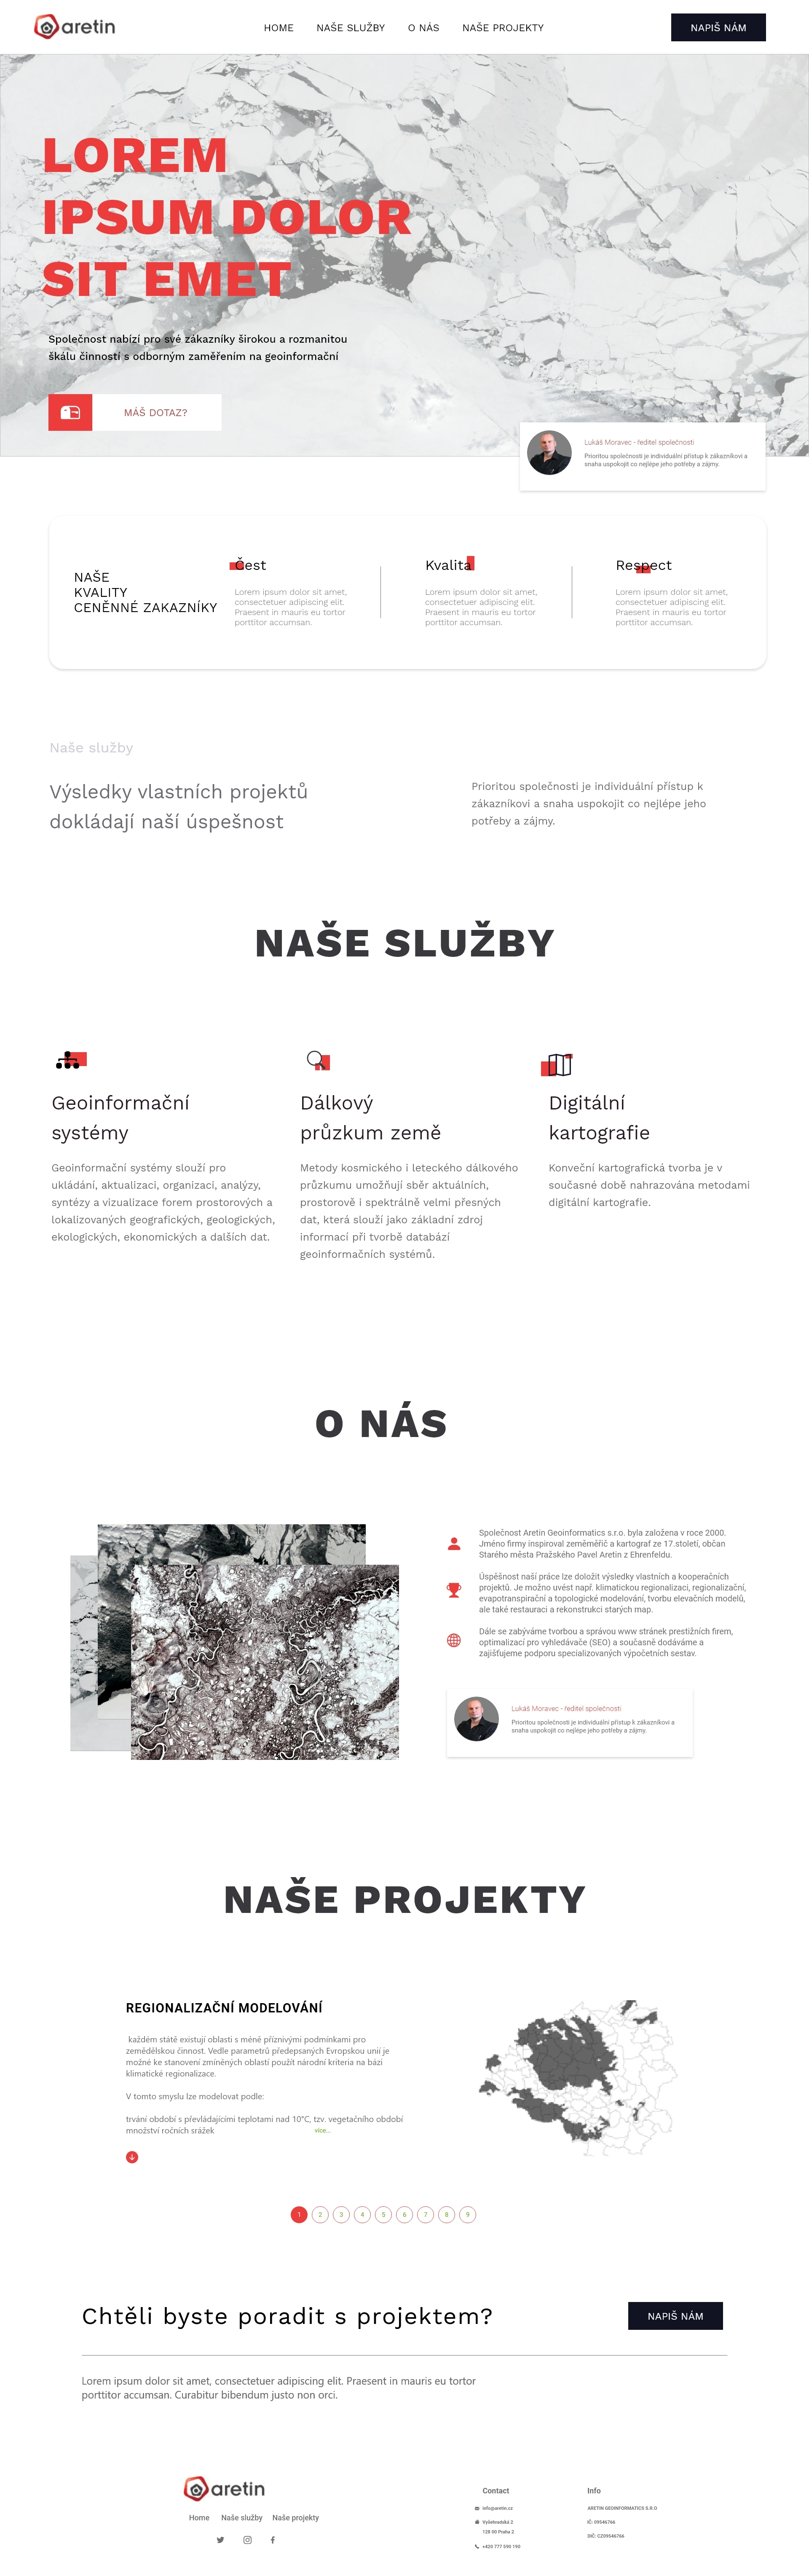 aretin
HOME NAŠE SLUŽBY O NÁS NAŠE PROJEKTY
NAPIŠ NÁM
LOREM
IPSUM DOLOR
SIT EMET
Společnost nabízí pro své zákazníky širokou a rozmanitou
škálu činností s odborným zaměřením na geoinformační
MÁŠ DOTAZ?
Lukáš Moravec - ředitel společnosti
Prioritou společnosti je individuální přístup k zákazníkovi a
snaha uspokojit co nejlépe jeho potřeby a zájmy.
NAŠE
KVALITY
CENĚNNÉ ZAKAZNÍKY
Čest
Lorem ipsum dolor sit amet,
consectetuer adipiscing elit.
Praesent in mauris eu tortor
porttitor accumsan.
Kvalita
Lorem ipsum dolor sit amet,
consectetuer adipiscing elit.
Praesent in mauris eu tortor
porttitor accumsan.
Respect
Lorem ipsum dolor sit amet,
consectetuer adipiscing elit.
Praesent in mauris eu tortor
porttitor accumsan.
Naše služby
Výsledky vlastních projektů
dokládají naší úspešnost
Prioritou společnosti je individuální přístup k
zákazníkovi a snaha uspokojit co nejlépe jeho
potřeby a zájmy.
NAŠE SLUŽBY
Geoinformační
systémy
Geoinformační systémy slouží pro
ukládání, aktualizaci, organizaci, analýzy,
syntézy a vizualizace forem prostorových a
lokalizovaných geografických, geologických,
ekologických, ekonomických a dalších dat.
Dálkový
průzkum země
Metody kosmického i leteckého dálkového
průzkumu umožňují sběr aktuálních,
prostorově i spektrálně velmi přesných
dat, která slouží jako základní zdroj
informací při tvorbě databází
geoinformačních systémů.
Digitální
kartografie
Konveční kartografická tvorba je v
současné době nahrazována metodami
digitální kartografie.
O NÁS
Společnost Aretin Geoinformatics s.r.o. byla založena v roce 2000.
Jméno firmy inspiroval zeměměřič a kartograf ze 17.století, občan
Starého města Pražského Pavel Aretin z Ehrenfeldu.
Úspěšnost naší práce lze doložit výsledky vlastních a kooperačních
projektů. Je možno uvést např. klimatickou regionalizaci, regionalizační,
evapotranspirační a topologické modelování, tvorbu elevačních modelů,
ale také restauraci a rekonstrukci starých map.
Dále se zabýváme tvorbou a správou www stránek prestižních firem,
optimalizací pro vyhledávače (SEO) a současně dodáváme a
zajišťujeme podporu specializovaných výpočetních sestav.
Lukáš Moravec - ředitel společnosti
Prioritou společnosti je individuální přístup k zákazníkovi a
snaha uspokojit co nejlépe jeho potřeby a zájmy.
NAŠE PROJEKTY
REGIONALIZAČNÍ MODELOVÁNÍ
každém státě existují oblasti s méně příznivými podmínkami pro
zemědělskou činnost. Vedle parametrů předepsaných Evropskou unií je
možné ke stanovení zmíněných oblastí použít národní kriteria na bázi
klimatické regionalizace.
V tomto smyslu lze modelovat podle:
trvání období s převládajícími teplotami nad 10°C, tzv. vegetačního období
množství ročních srážek
více...
1 2 3 4 5 6 7 8 9
Chtěli byste poradit s projektem?
NAPIŠ NÁM
Lorem ipsum dolor sit amet, consectetuer adipiscing elit. Praesent in mauris eu tortor
porttitor accumsan. Curabitur bibendum justo non orci.
aretin
Home Naše služby Naše projekty
Contact
info@aretin.cz
Vyšehradská 2
128 00 Praha 2
+420 777 590 190
Info
ARETIN GEOINFORMATICS S.R.O
IČ: 09546766
DIČ: CZ09546766